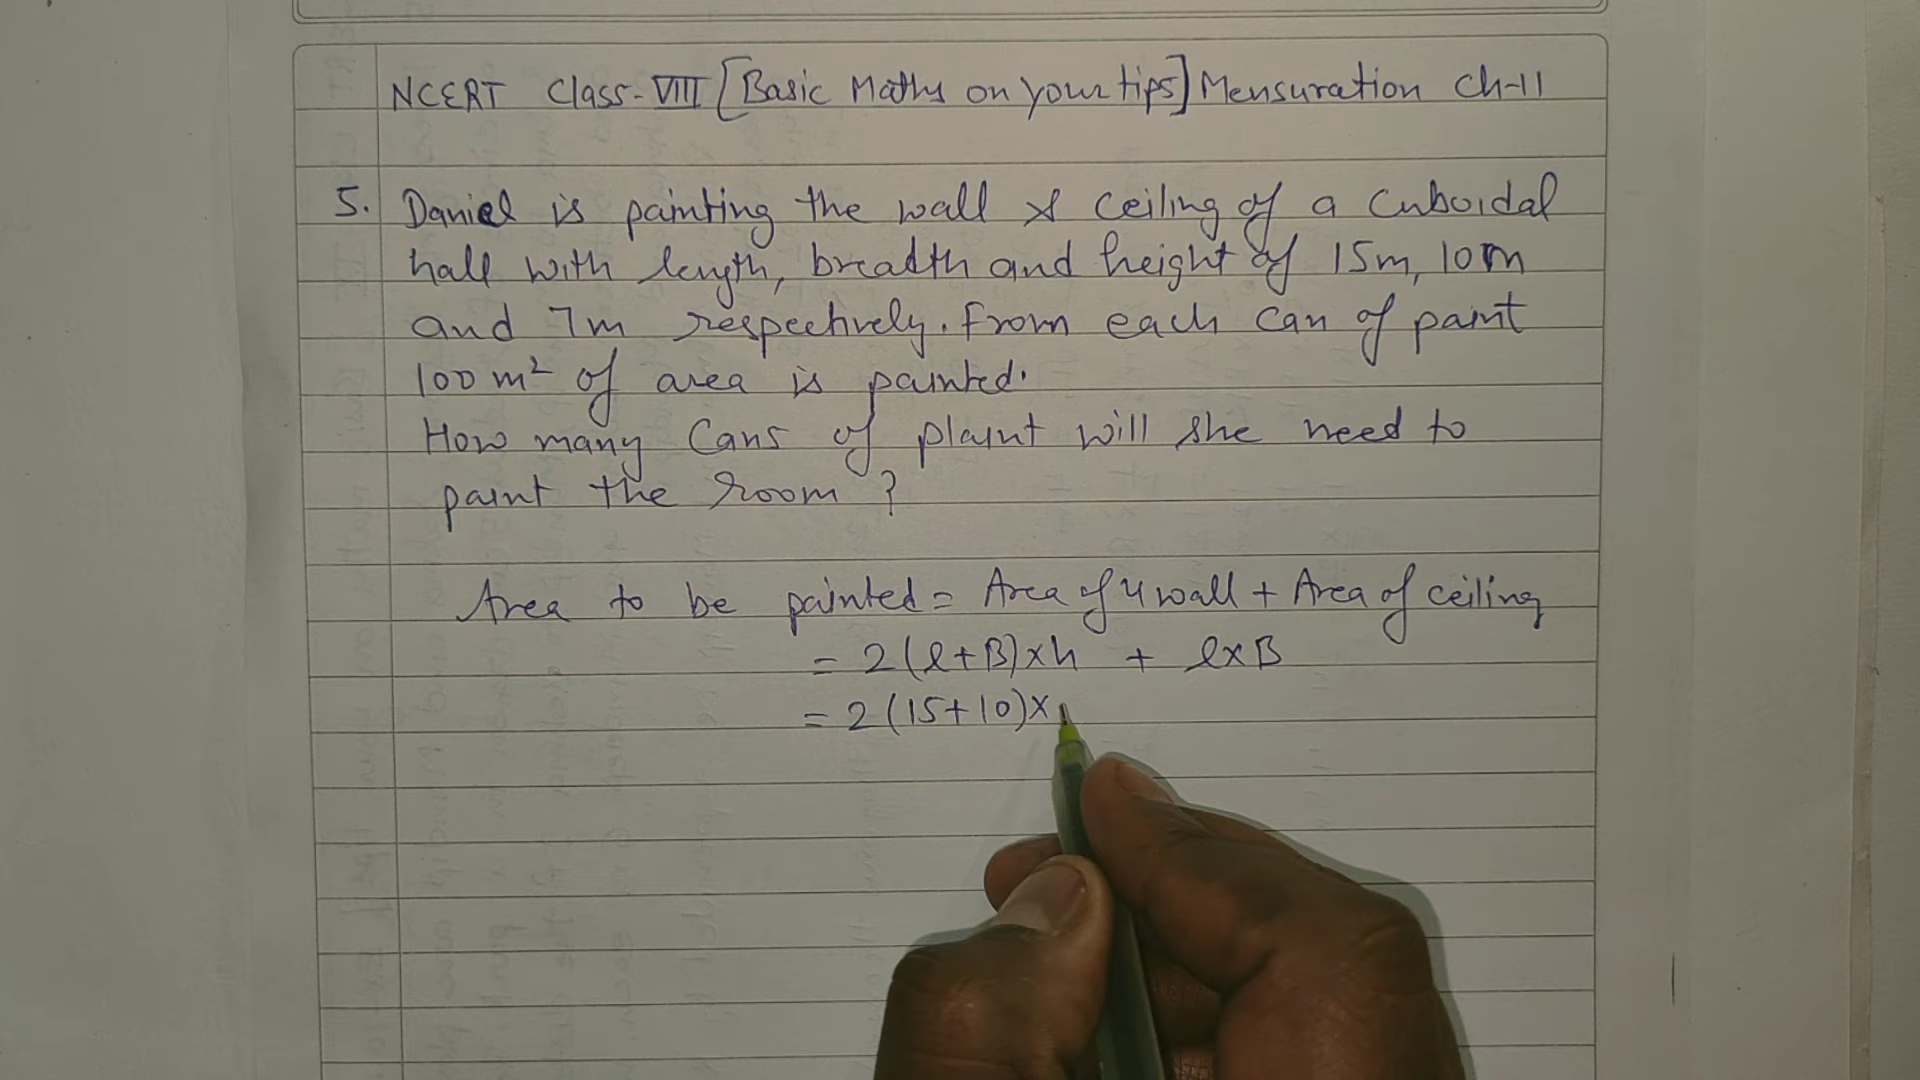 NCERT Class-VIII [Basic Maths on your tips] Mensuration Ch-11
5. Daniel is painting the wall & ceiling of a cuboidal
hall with length, breadth and height of 15m, 10m
and 7m respectively. From each can of paint
100 m² of area is painted.
How many cans of plaint will she need to
paint the room ?
Area to be painted = Area of 4 wall + Area of ceiling
= 2(l+B)×h + l×B
= 2(15+10)×